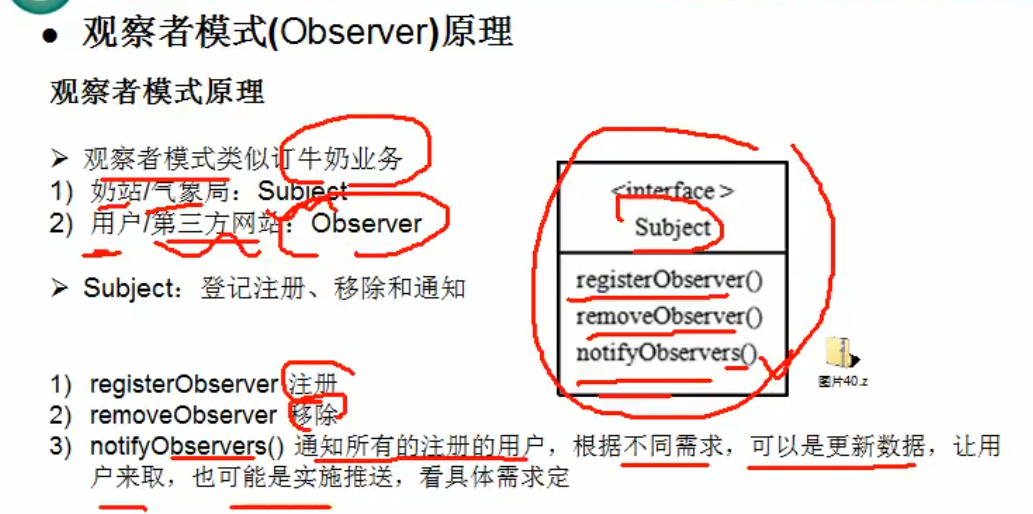 ● 观察者模式(Observer)原理
观察者模式原理
➤ 观察者模式类似订牛奶业务
1) 奶站/气象局：Subject
2) 用户/第三方网站：Observer
➤ Subject：登记注册、移除和通知
1) registerObserver 注册
2) removeObserver 移除
3) notifyObservers() 通知所有的注册的用户，根据不同需求，可以是更新数据，让用
户来取，也可能是实施推送，看具体需求定
<interface>
Subject
registerObserver()
removeObserver()
notifyObservers()
图片40.z